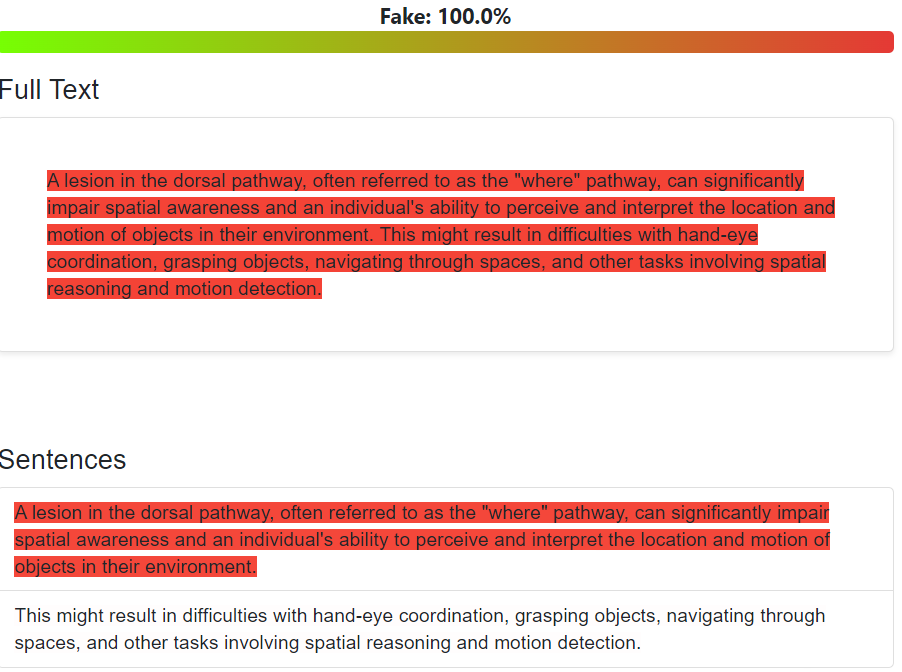 Fake: 100.0%
Full Text
A lesion in the dorsal pathway, often referred to as the "where" pathway, can significantly
impair spatial awareness and an individual's ability to perceive and interpret the location and
motion of objects in their environment. This might result in difficulties with hand-eye
coordination, grasping objects, navigating through spaces, and other tasks involving spatial
reasoning and motion detection.
Sentences
A lesion in the dorsal pathway, often referred to as the "where" pathway, can significantly impair
spatial awareness and an individual's ability to perceive and interpret the location and motion of
objects in their environment.
This might result in difficulties with hand-eye coordination, grasping objects, navigating through
spaces, and other tasks involving spatial reasoning and motion detection.